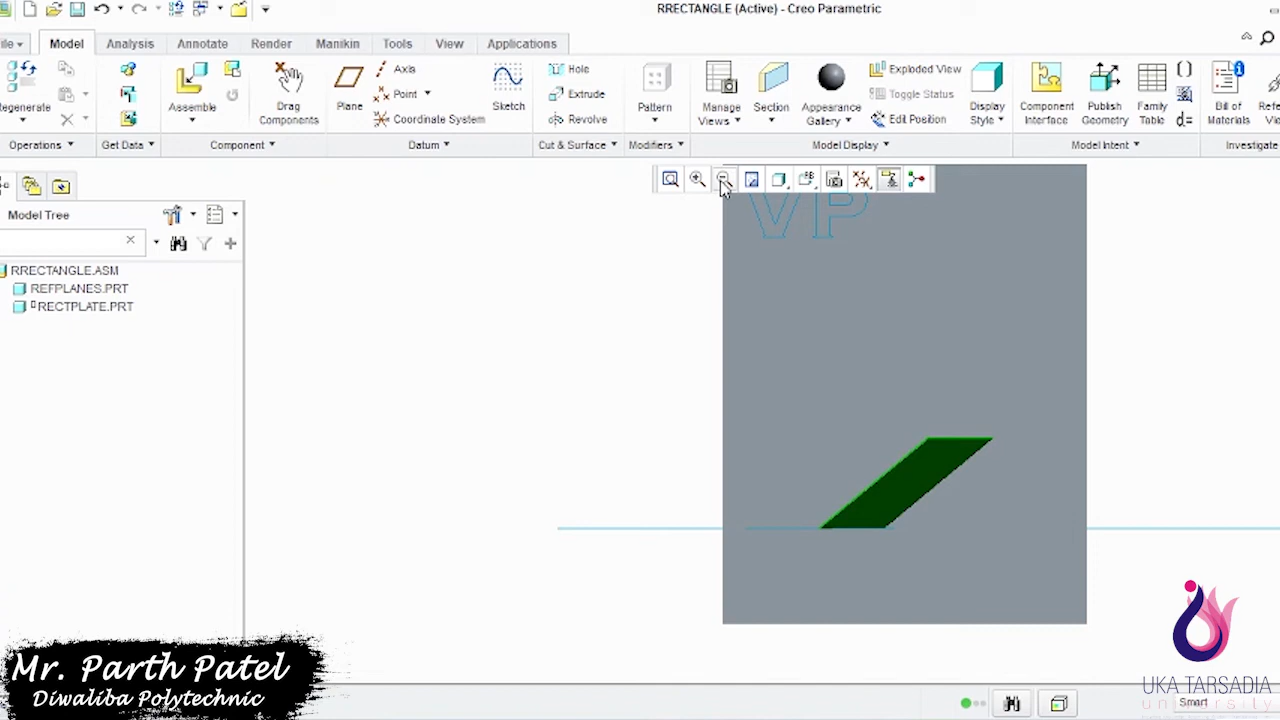 RRECTANGLE (Active) - Creo Parametric
ile
Model
Analysis
Annotate
Render
Manikin
Tools
View
Applications
egenerate
Assemble
Drag
Components
Plane
Axis
Point
Coordinate System
Sketch
Hole
Extrude
Revolve
Pattern
Manage
Views
Section
Appearance
Gallery
Exploded View
Toggle Status
Edit Position
Display
Style
Component
Interface
Publish
Geometry
Family
Table
d=
Bill of
Materials
Operations
Get Data
Component
Datum
Cut & Surface
Modifiers
Model Display
Model Intent
Investigate
Model Tree
RRECTANGLE.ASM
REFPLANES.PRT
RECTPLATE.PRT
VP
Mr. Parth Patel
Diwaliba Polytechnic
UKA TARSADIA
university
Smart